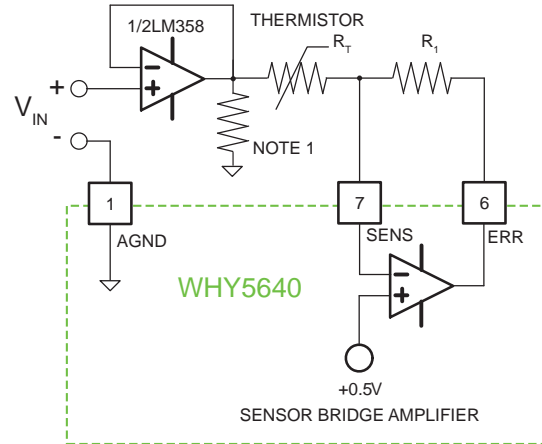 THERMISTOR
1/2LM358
R_T
R_1
+
V_IN
-
NOTE 1
1
7
6
AGND
SENS
ERR
WHY5640
+0.5V
SENSOR BRIDGE AMPLIFIER